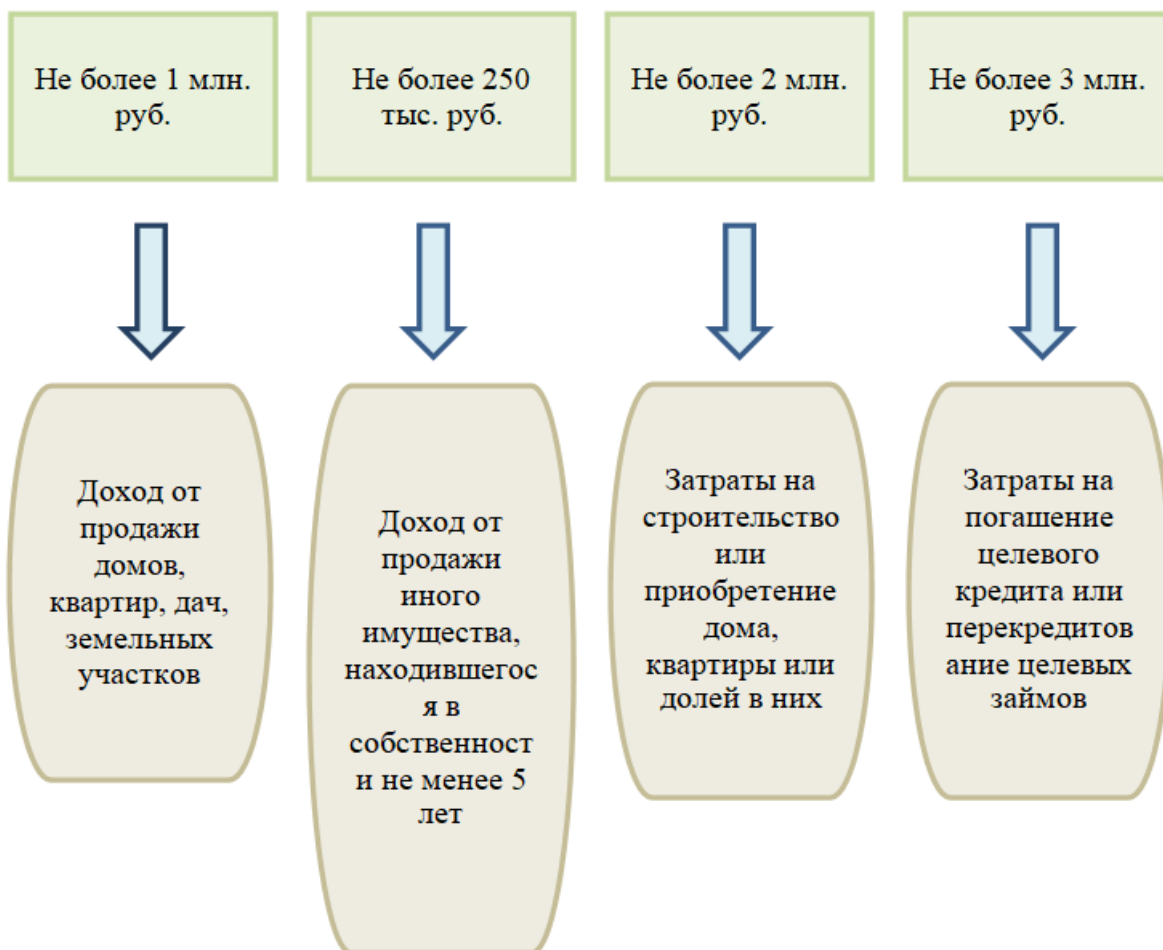 Не более 1 млн.
руб.
Не более 250
тыс. руб.
Не более 2 млн.
руб.
Не более 3 млн.
руб.
Доход от
продажи
домов,
квартир, дач,
земельных
участков
Доход от
продажи
иного
имущества,
находившегос
я в
собственност
и не менее 5
лет
Затраты на
строительство
или
приобретение
дома,
квартиры или
долей в них
Затраты на
погашение
целевого
кредита или
перекредитов
ание целевых
займов